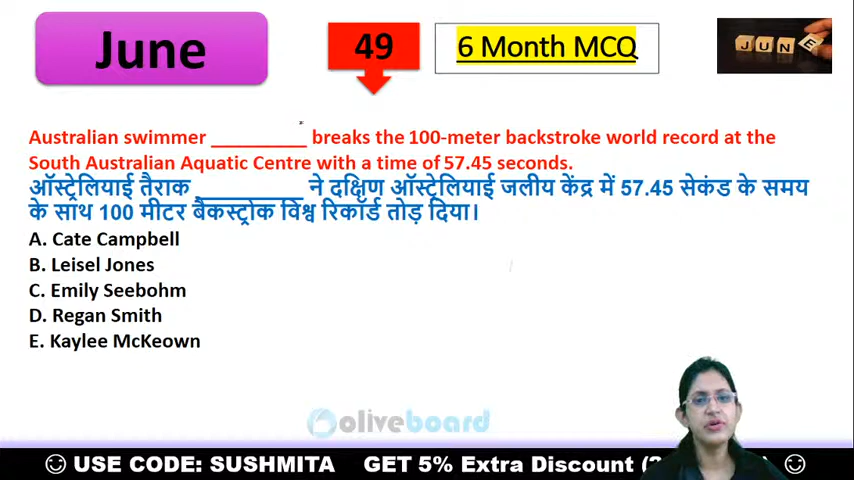 June
49
6 Month MCQ
JUNE
Australian swimmer __________ breaks the 100-meter backstroke world record at the
South Australian Aquatic Centre with a time of 57.45 seconds.
ऑस्ट्रेलियाई तैराक __________ ने दक्षिण ऑस्ट्रेलियाई जलीय केंद्र में 57.45 सेकंड के समय
के साथ 100 मीटर बैकस्ट्रोक विश्व रिकॉर्ड तोड़ दिया।
A. Cate Campbell
B. Leisel Jones
C. Emily Seebohm
D. Regan Smith
E. Kaylee McKeown
oliveboard
USE CODE: SUSHMITA GET 5% Extra Discount